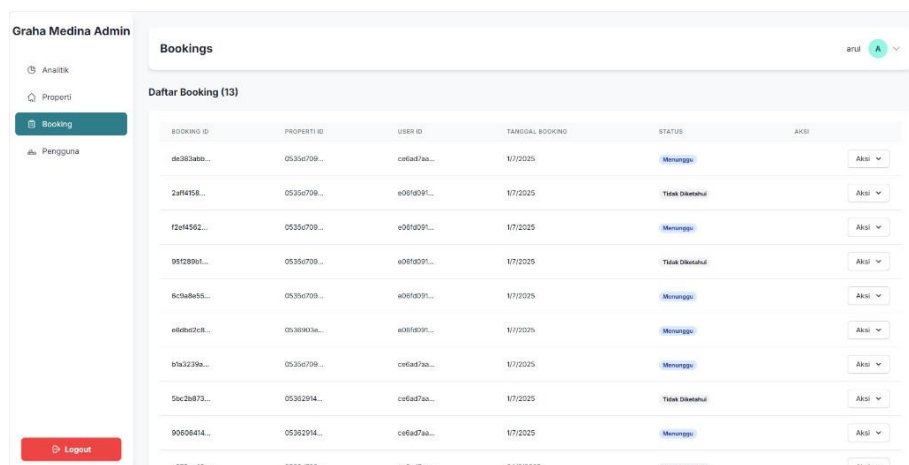 Graha Medina Admin
Bookings
arul A
Analitik
Properti
Booking
Pengguna
Logout
Daftar Booking (13)
BOOKING ID PROPERTI ID USER ID TANGGAL BOOKING STATUS AKSI
de383abb... 0535d709... ce6ad7aa... 1/7/2025 Menunggu Aksi
2aff4158... 0535d709... e06fd091... 1/7/2025 Tidak Diketahui Aksi
f2ef4562... 0535d709... e06fd091... 1/7/2025 Menunggu Aksi
95f289b1... 0535d709... e06fd091... 1/7/2025 Tidak Diketahui Aksi
6c9a8e55... 0535d709... e06fd091... 1/7/2025 Menunggu Aksi
e6dbd2c8... 0536903e... e06fd091... 1/7/2025 Menunggu Aksi
b1a3239a... 0535d709... ce6ad7aa... 1/7/2025 Menunggu Aksi
5bc2b873... 05362914... ce6ad7aa... 1/7/2025 Tidak Diketahui Aksi
90606414... 05362914... ce6ad7aa... 1/7/2025 Menunggu Aksi